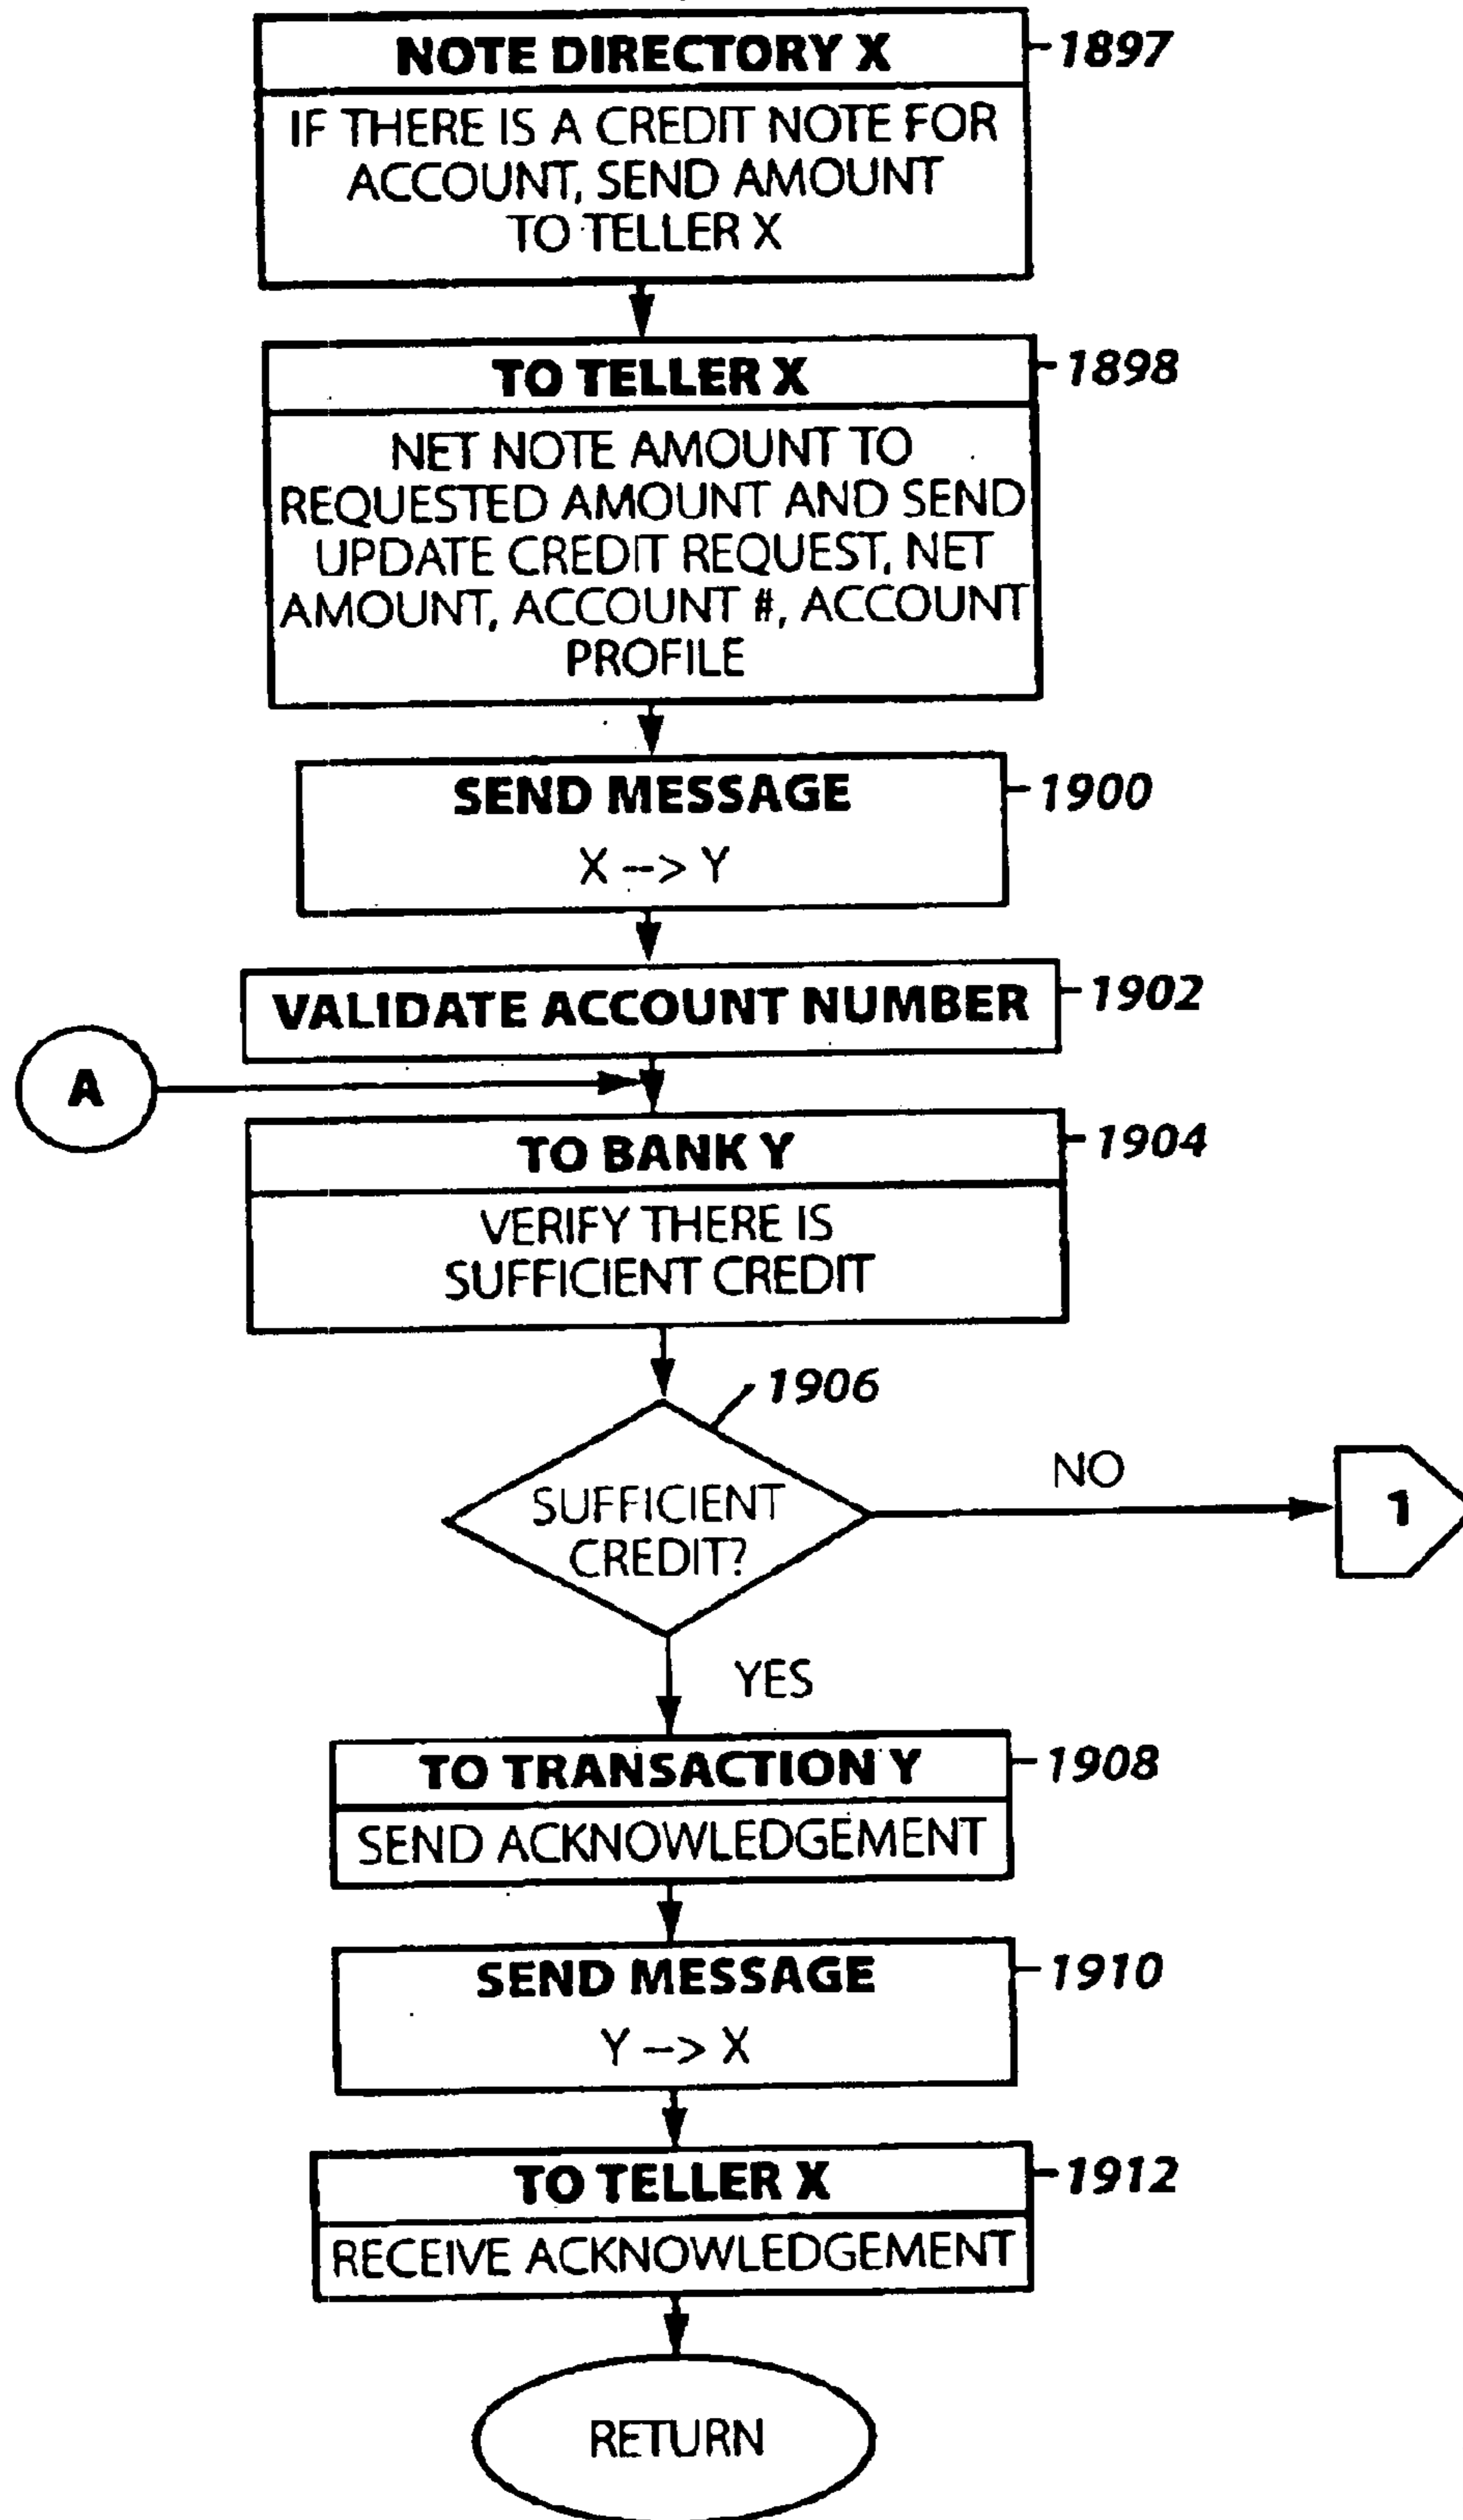 NOTE DIRECTORY X
1897
IF THERE IS A CREDIT NOTE FOR
ACCOUNT, SEND AMOUNT
TO TELLER X
TO TELLER X
1898
NET NOTE AMOUNT TO
REQUESTED AMOUNT AND SEND
UPDATE CREDIT REQUEST, NET
AMOUNT, ACCOUNT #, ACCOUNT
PROFILE
SEND MESSAGE
1900
X --> Y
VALIDATE ACCOUNT NUMBER
1902
A
TO BANK Y
1904
VERIFY THERE IS
SUFFICIENT CREDIT
1906
SUFFICIENT
CREDIT?
NO
1
YES
TO TRANSACTION Y
1908
SEND ACKNOWLEDGEMENT
SEND MESSAGE
1910
Y --> X
TO TELLER X
1912
RECEIVE ACKNOWLEDGEMENT
RETURN